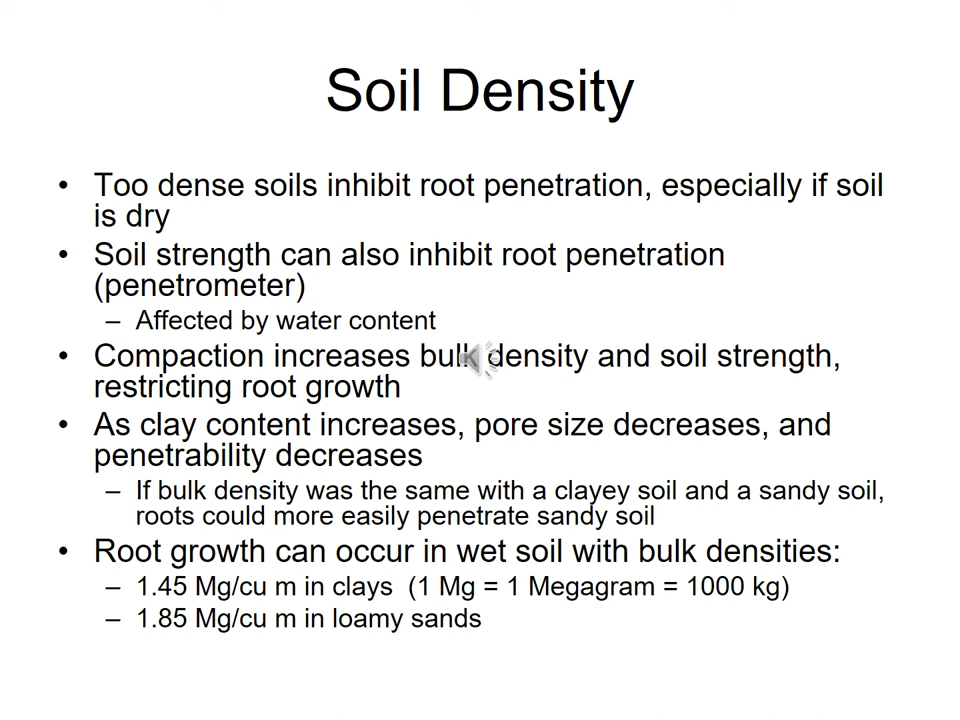 Soil Density
• Too dense soils inhibit root penetration, especially if soil
is dry
• Soil strength can also inhibit root penetration
(penetrometer)
– Affected by water content
• Compaction increases bulk density and soil strength,
restricting root growth
• As clay content increases, pore size decreases, and
penetrability decreases
– If bulk density was the same with a clayey soil and a sandy soil,
roots could more easily penetrate sandy soil
• Root growth can occur in wet soil with bulk densities:
– 1.45 Mg/cu m in clays (1 Mg = 1 Megagram = 1000 kg)
– 1.85 Mg/cu m in loamy sands